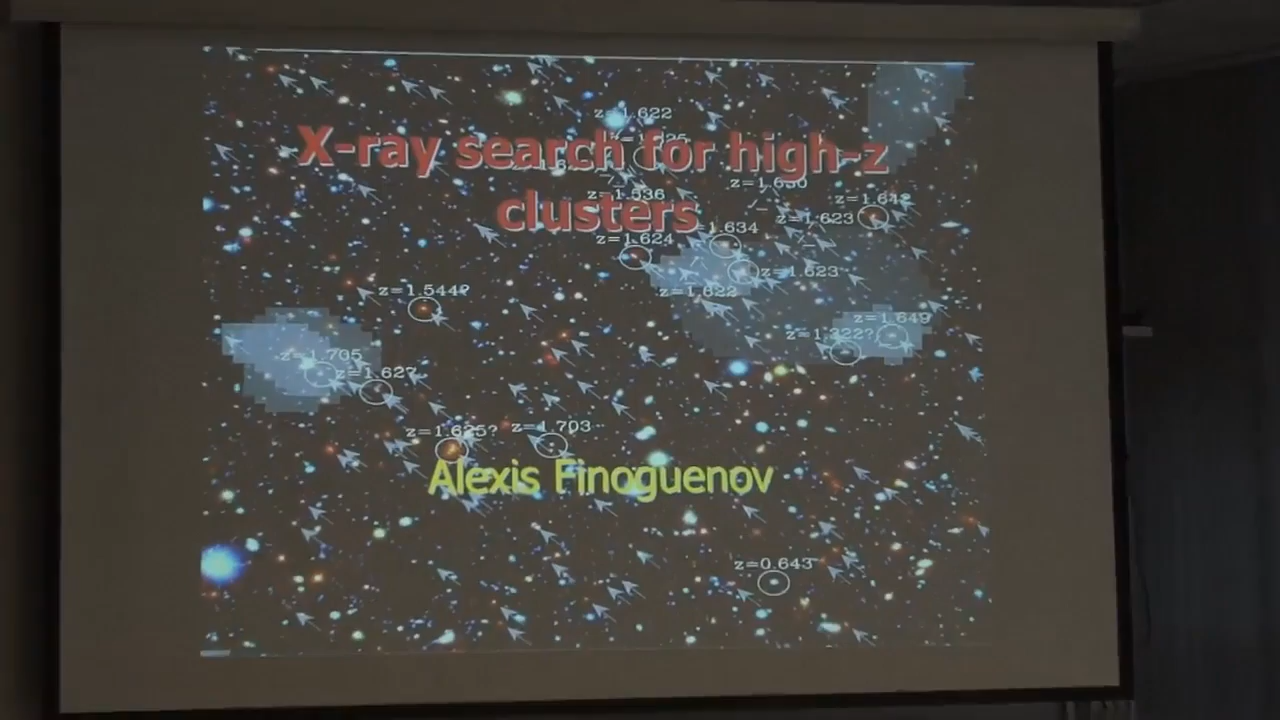 z=1.622
X-ray search for high-z
z=1.536
z=1.630
z=1.642
clusters
z=1.623
z=1.634
z=1.624
z=1.623
z=1.622
z=1.544?
z=1.649
z=1.222?
z=1.705
z=1.627
z=1.625?
z=1.703
Alexis Finoguenov
z=0.643